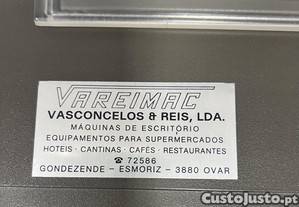 VAREIMAC
VASCONCELOS & REIS, LDA.
MÁQUINAS DE ESCRITÓRIO
EQUIPAMENTOS PARA SUPERMERCADOS
HOTEIS - CANTINAS - CAFÉS - RESTAURANTES
☎ 72586
GONDEZENDE - ESMORIZ - 3880 OVAR
CustoJusto.pt